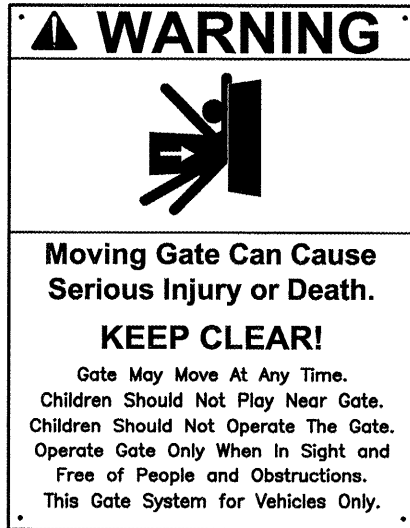 WARNING
Moving Gate Can Cause
Serious Injury or Death.
KEEP CLEAR!
Gate May Move At Any Time.
Children Should Not Play Near Gate.
Children Should Not Operate The Gate.
Operate Gate Only When In Sight and
Free of People and Obstructions.
This Gate System for Vehicles Only.